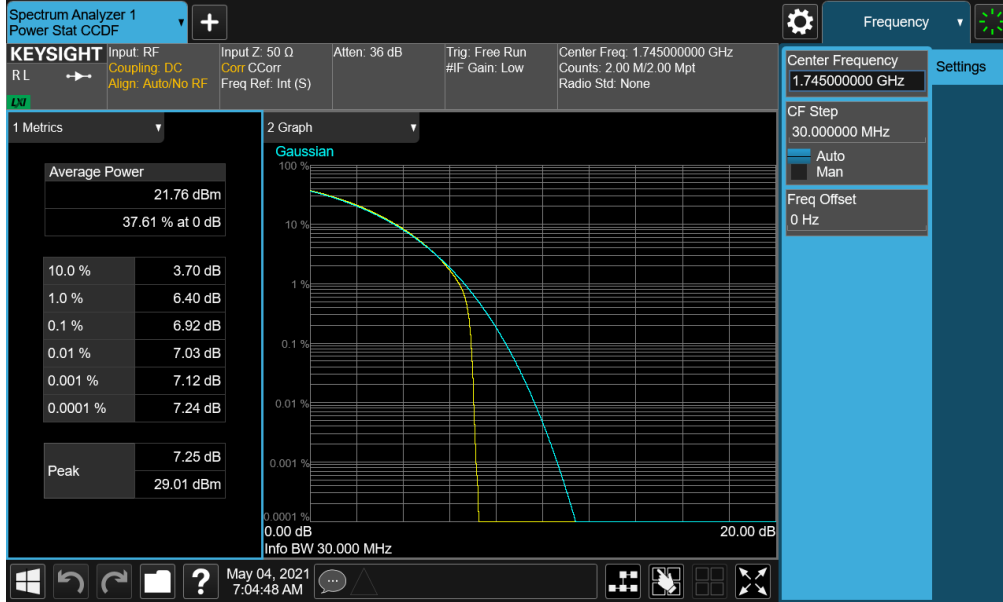 Spectrum Analyzer 1
Power Stat CCDF
Frequency
KEYSIGHT
RL
LXI
Input: RF
Coupling: DC
Align: Auto/No RF
Input Z: 50 Ω
Corr CCorr
Freq Ref: Int (S)
Atten: 36 dB
Trig: Free Run
#IF Gain: Low
Center Freq: 1.745000000 GHz
Counts: 2.00 M/2.00 Mpt
Radio Std: None
Center Frequency
1.745000000 GHz
Settings
CF Step
30.000000 MHz
Auto
Man
Freq Offset
0 Hz
1 Metrics
Average Power
21.76 dBm
37.61 % at 0 dB
10.0 % 3.70 dB
1.0 % 6.40 dB
0.1 % 6.92 dB
0.01 % 7.03 dB
0.001 % 7.12 dB
0.0001 % 7.24 dB
Peak
7.25 dB
29.01 dBm
2 Graph
Gaussian
100 %
10 %
1 %
0.1 %
0.01 %
0.001 %
0.0001 %
0.00 dB 20.00 dB
Info BW 30.000 MHz
?
May 04, 2021
7:04:48 AM